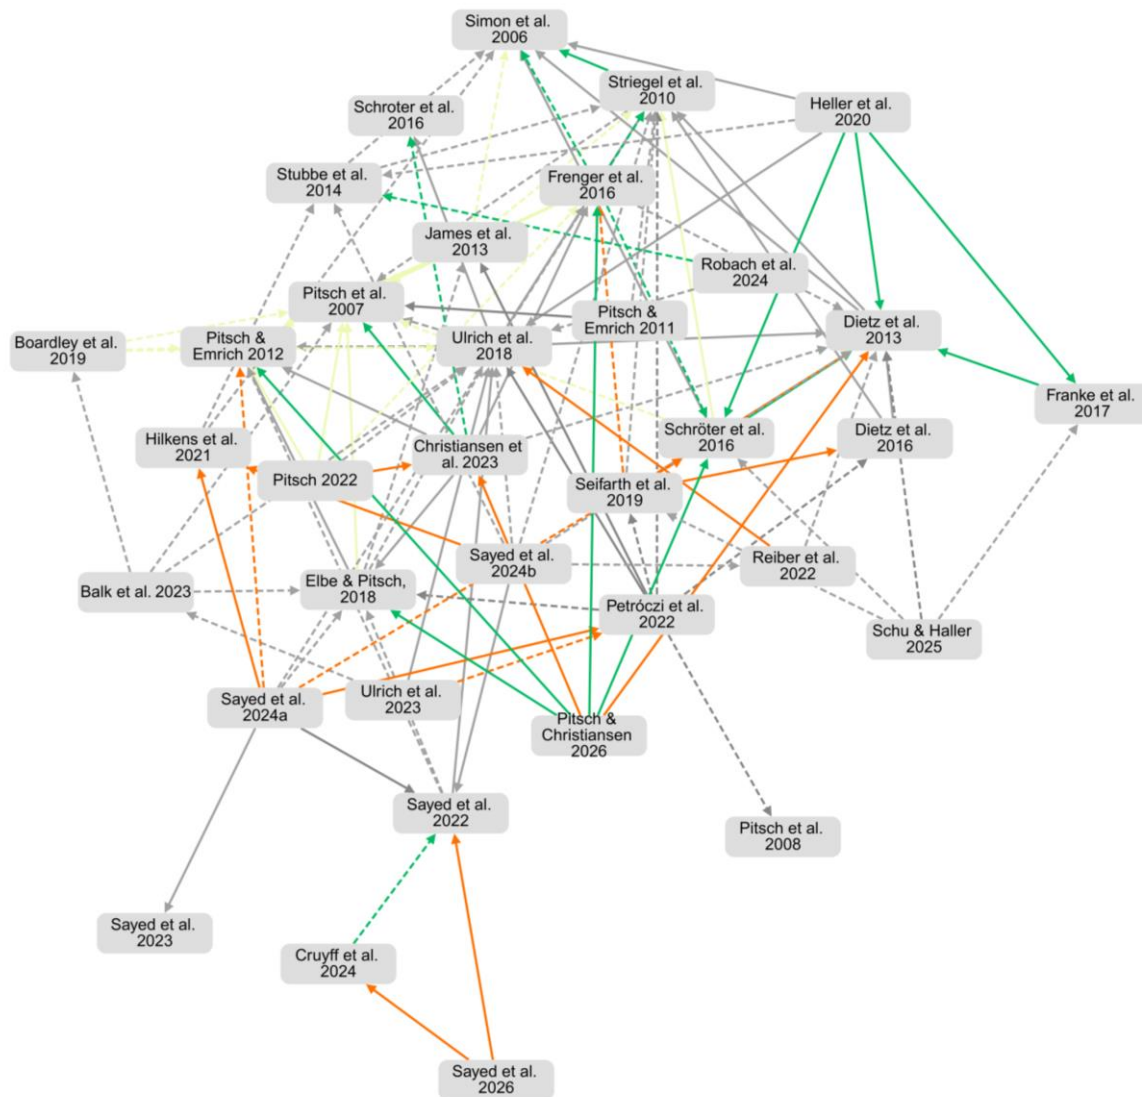 Simon et al.
2006
Striegel et al.
2010
Heller et al.
2020
Schroter et al.
2016
Stubbe et al.
2014
Frenger et al.
2016
James et al.
2013
Robach et al.
2024
Pitsch et al.
2007
Pitsch &
Emrich 2011
Boardley et al.
2019
Pitsch &
Emrich 2012
Ulrich et al.
2018
Dietz et al.
2013
Franke et al.
2017
Hilkens et al.
2021
Christiansen et
al. 2023
Schröter et al.
2016
Dietz et al.
2016
Pitsch 2022
Seifarth et al.
2019
Sayed et al.
2024b
Reiber et al.
2022
Balk et al. 2023
Elbe & Pitsch,
2018
Petróczi et al.
2022
Schu & Haller
2025
Sayed et al.
2024a
Ulrich et al.
2023
Pitsch &
Christiansen
2026
Sayed et al.
2022
Pitsch et al.
2008
Sayed et al.
2023
Cruyff et al.
2024
Sayed et al.
2026